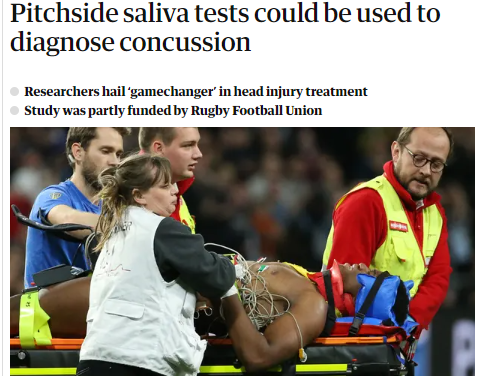 Pitchside saliva tests could be used to
diagnose concussion
Researchers hail ‘gamechanger’ in head injury treatment
Study was partly funded by Rugby Football Union